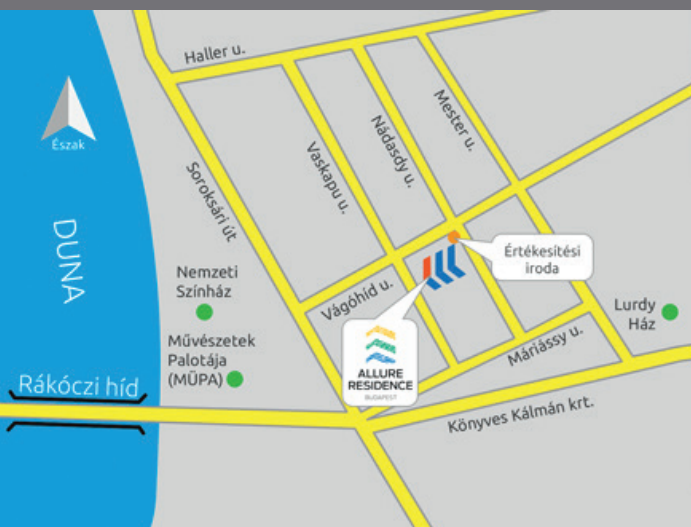 Haller u.
Észak
Vaskapu u.
Nádasdy u.
Mester u.
Soroksári út
DUNA
Értékesítési
iroda
Nemzeti
Színház
Vágóhíd u.
Lurdy
Ház
Művészetek
Palotája
(MŰPA)
Máriássy u.
ALLURE
RESIDENCE
BUDAPEST
Rákóczi híd
Könyves Kálmán krt.